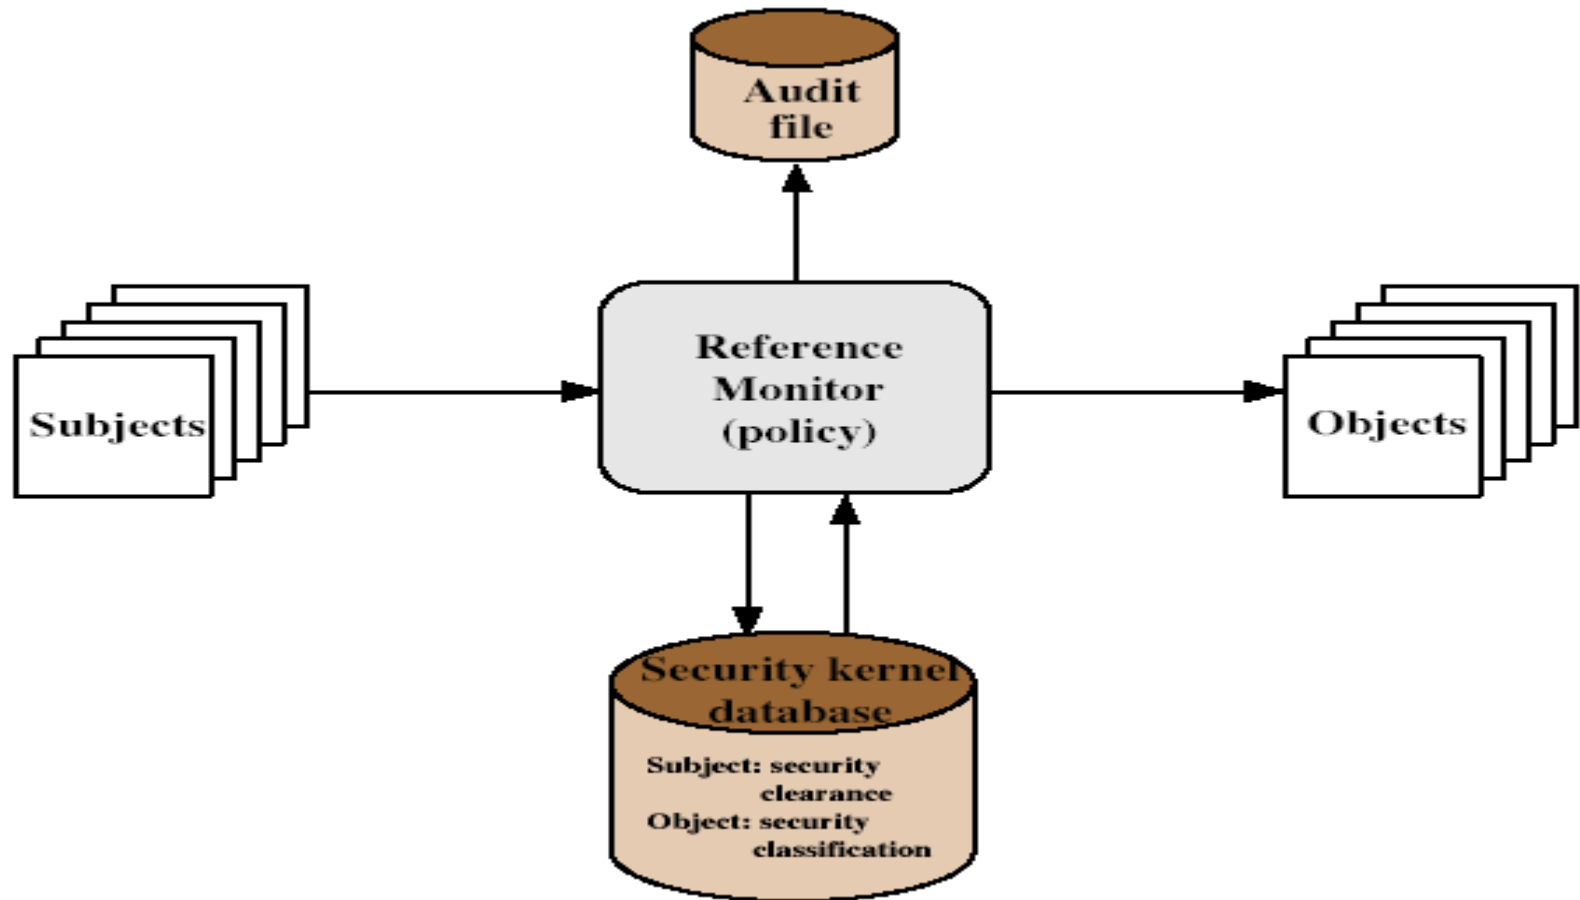 Audit
file
Reference
Monitor
(policy)
Subjects
Objects
Security kernel
database
Subject: security
clearance
Object: security
classification